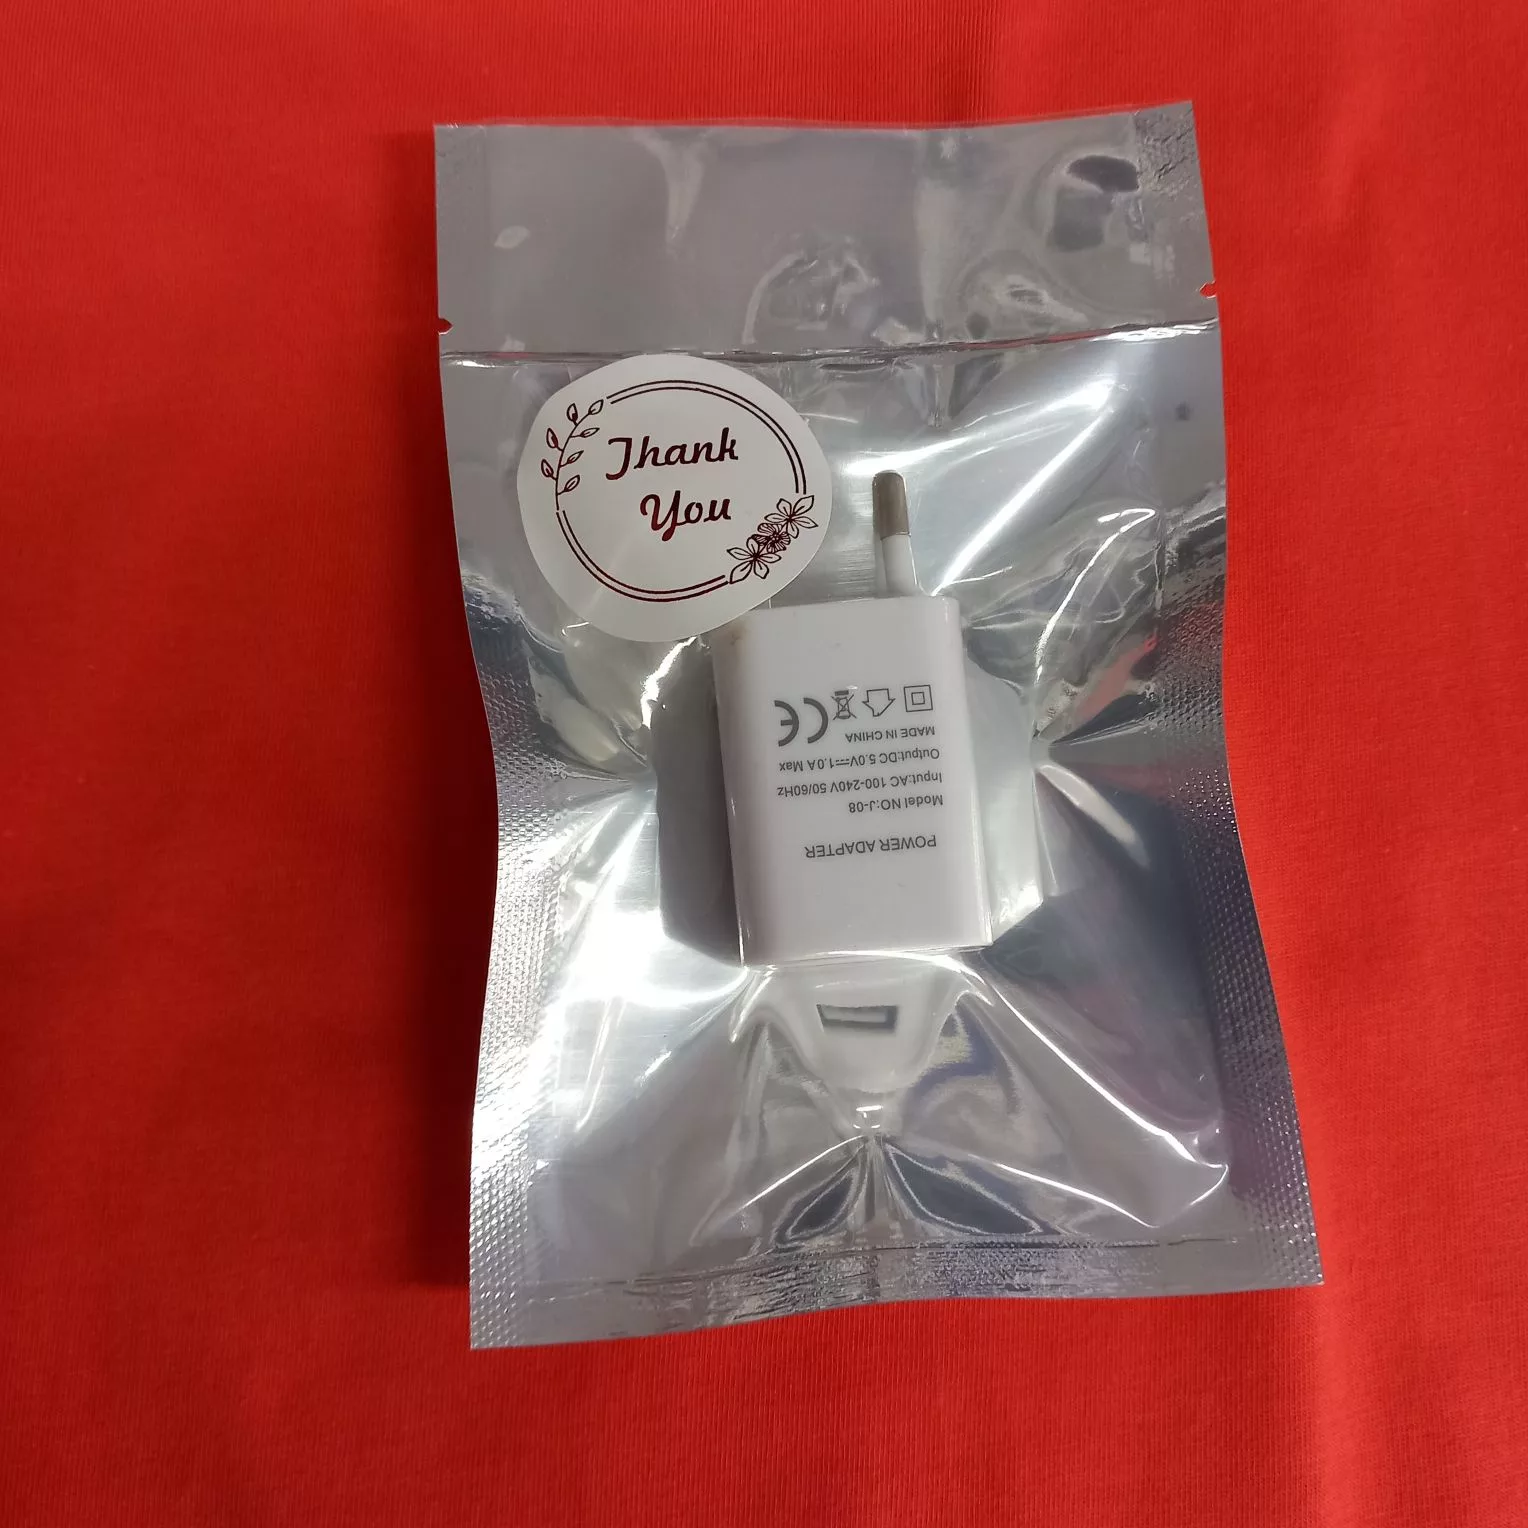 Thank
You
POWER ADAPTER
Model NO:J-08
Input:AC 100-240V 50/60Hz
Output:DC 5.0V⎓1.0A Max
MADE IN CHINA
CE